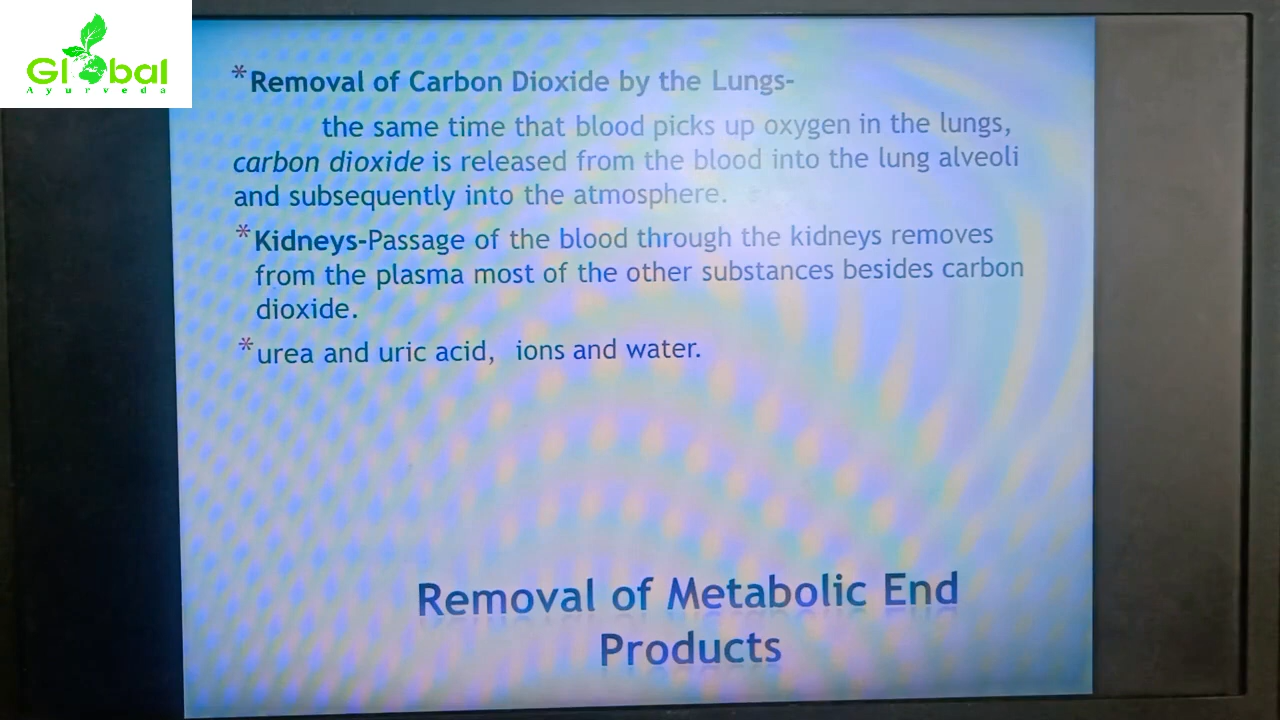 Global
Ayurveda
*Removal of Carbon Dioxide by the Lungs-
the same time that blood picks up oxygen in the lungs,
carbon dioxide is released from the blood into the lung alveoli
and subsequently into the atmosphere.
*Kidneys-Passage of the blood through the kidneys removes
from the plasma most of the other substances besides carbon
dioxide.
*urea and uric acid, ions and water.
Removal of Metabolic End
Products